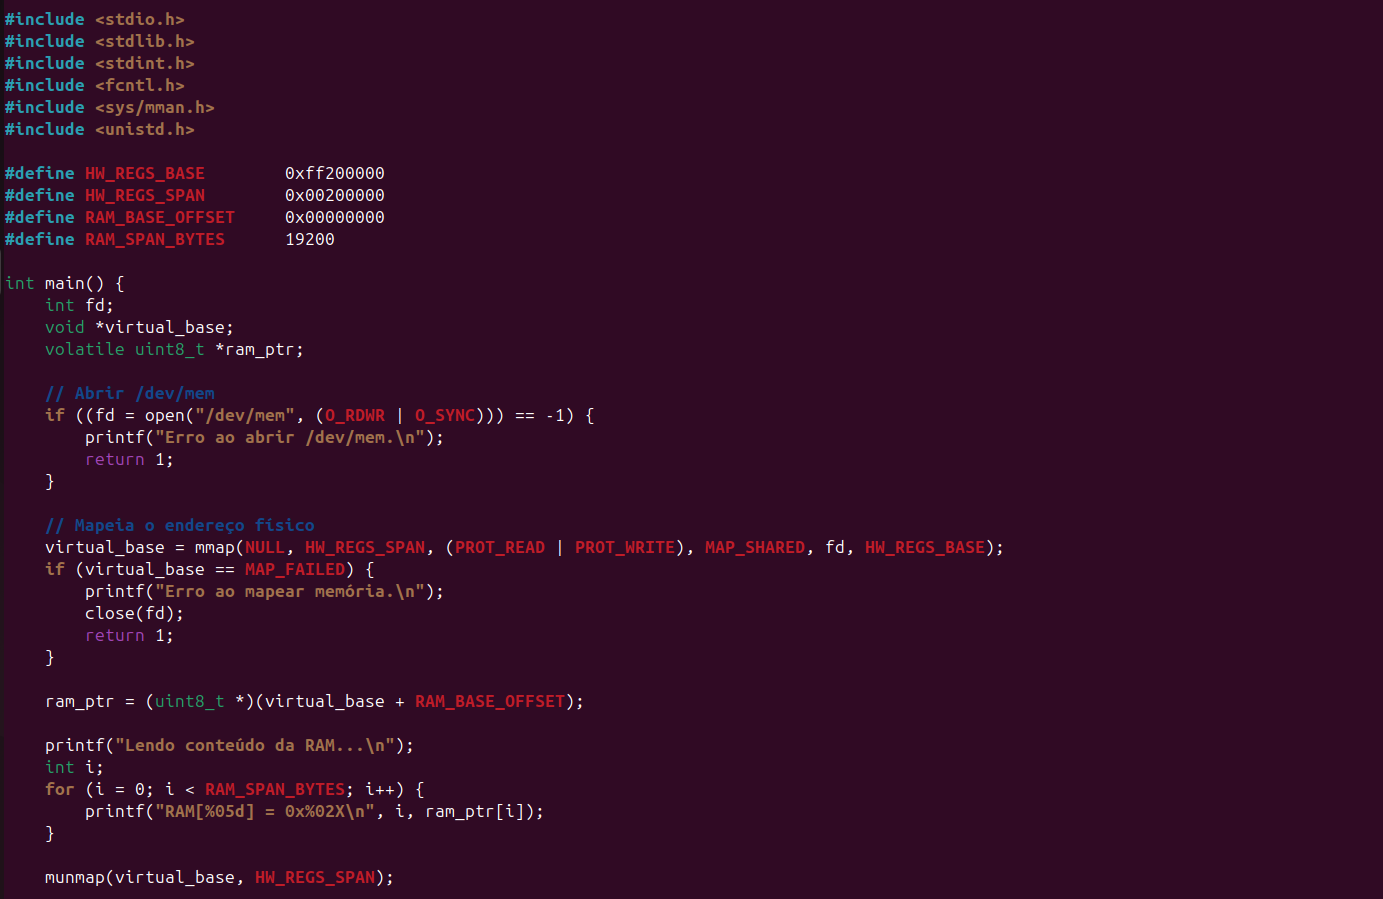 #include <stdio.h>
#include <stdlib.h>
#include <stdint.h>
#include <fcntl.h>
#include <sys/mman.h>
#include <unistd.h>

#define HW_REGS_BASE        0xff200000
#define HW_REGS_SPAN        0x00200000
#define RAM_BASE_OFFSET     0x00000000
#define RAM_SPAN_BYTES      19200

int main() {
    int fd;
    void *virtual_base;
    volatile uint8_t *ram_ptr;

    // Abrir /dev/mem
    if ((fd = open("/dev/mem", (O_RDWR | O_SYNC))) == -1) {
        printf("Erro ao abrir /dev/mem.\n");
        return 1;
    }

    // Mapeia o endereço físico
    virtual_base = mmap(NULL, HW_REGS_SPAN, (PROT_READ | PROT_WRITE), MAP_SHARED, fd, HW_REGS_BASE);
    if (virtual_base == MAP_FAILED) {
        printf("Erro ao mapear memória.\n");
        close(fd);
        return 1;
    }

    ram_ptr = (uint8_t *)(virtual_base + RAM_BASE_OFFSET);

    printf("Lendo conteúdo da RAM...\n");
    int i;
    for (i = 0; i < RAM_SPAN_BYTES; i++) {
        printf("RAM[%05d] = 0x%02X\n", i, ram_ptr[i]);
    }

    munmap(virtual_base, HW_REGS_SPAN);